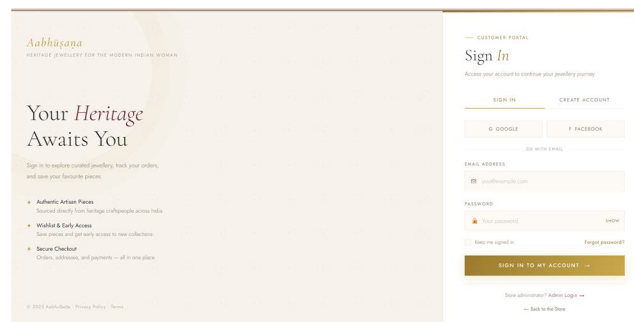 Aabhūṣaṇa
HERITAGE JEWELLERY FOR THE MODERN INDIAN WOMAN
Your Heritage
Awaits You
Sign in to explore curated jewellery, track your orders,
and save your favourite pieces.
✦ Authentic Artisan Pieces
Sourced directly from heritage craftspeople across India.
✦ Wishlist & Early Access
Save pieces and get early access to new collections.
✦ Secure Checkout
Orders, addresses, and payments — all in one place.
© 2025 Aabhūṣaṇa · Privacy Policy · Terms
CUSTOMER PORTAL
Sign In
Access your account to continue your jewellery journey.
SIGN IN CREATE ACCOUNT
G GOOGLE F FACEBOOK
OR WITH EMAIL
EMAIL ADDRESS
you@example.com
PASSWORD
Your password SHOW
Keep me signed in Forgot password?
SIGN IN TO MY ACCOUNT →
Store administrator? Admin Login →
← Back to the Store